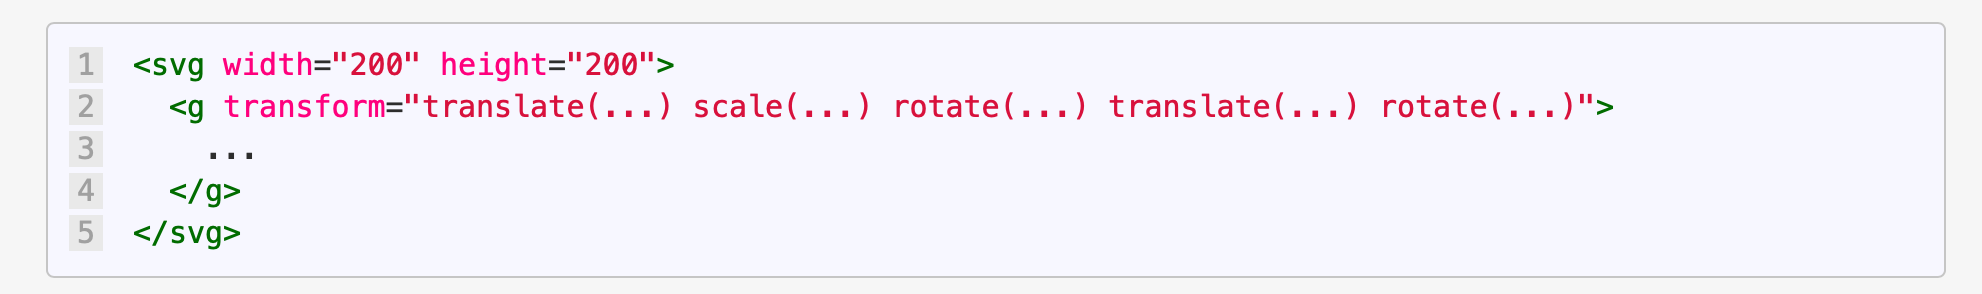 1 <svg width="200" height="200">
2   <g transform="translate(...) scale(...) rotate(...) translate(...) rotate(...)">
3     ...
4   </g>
5 </svg>